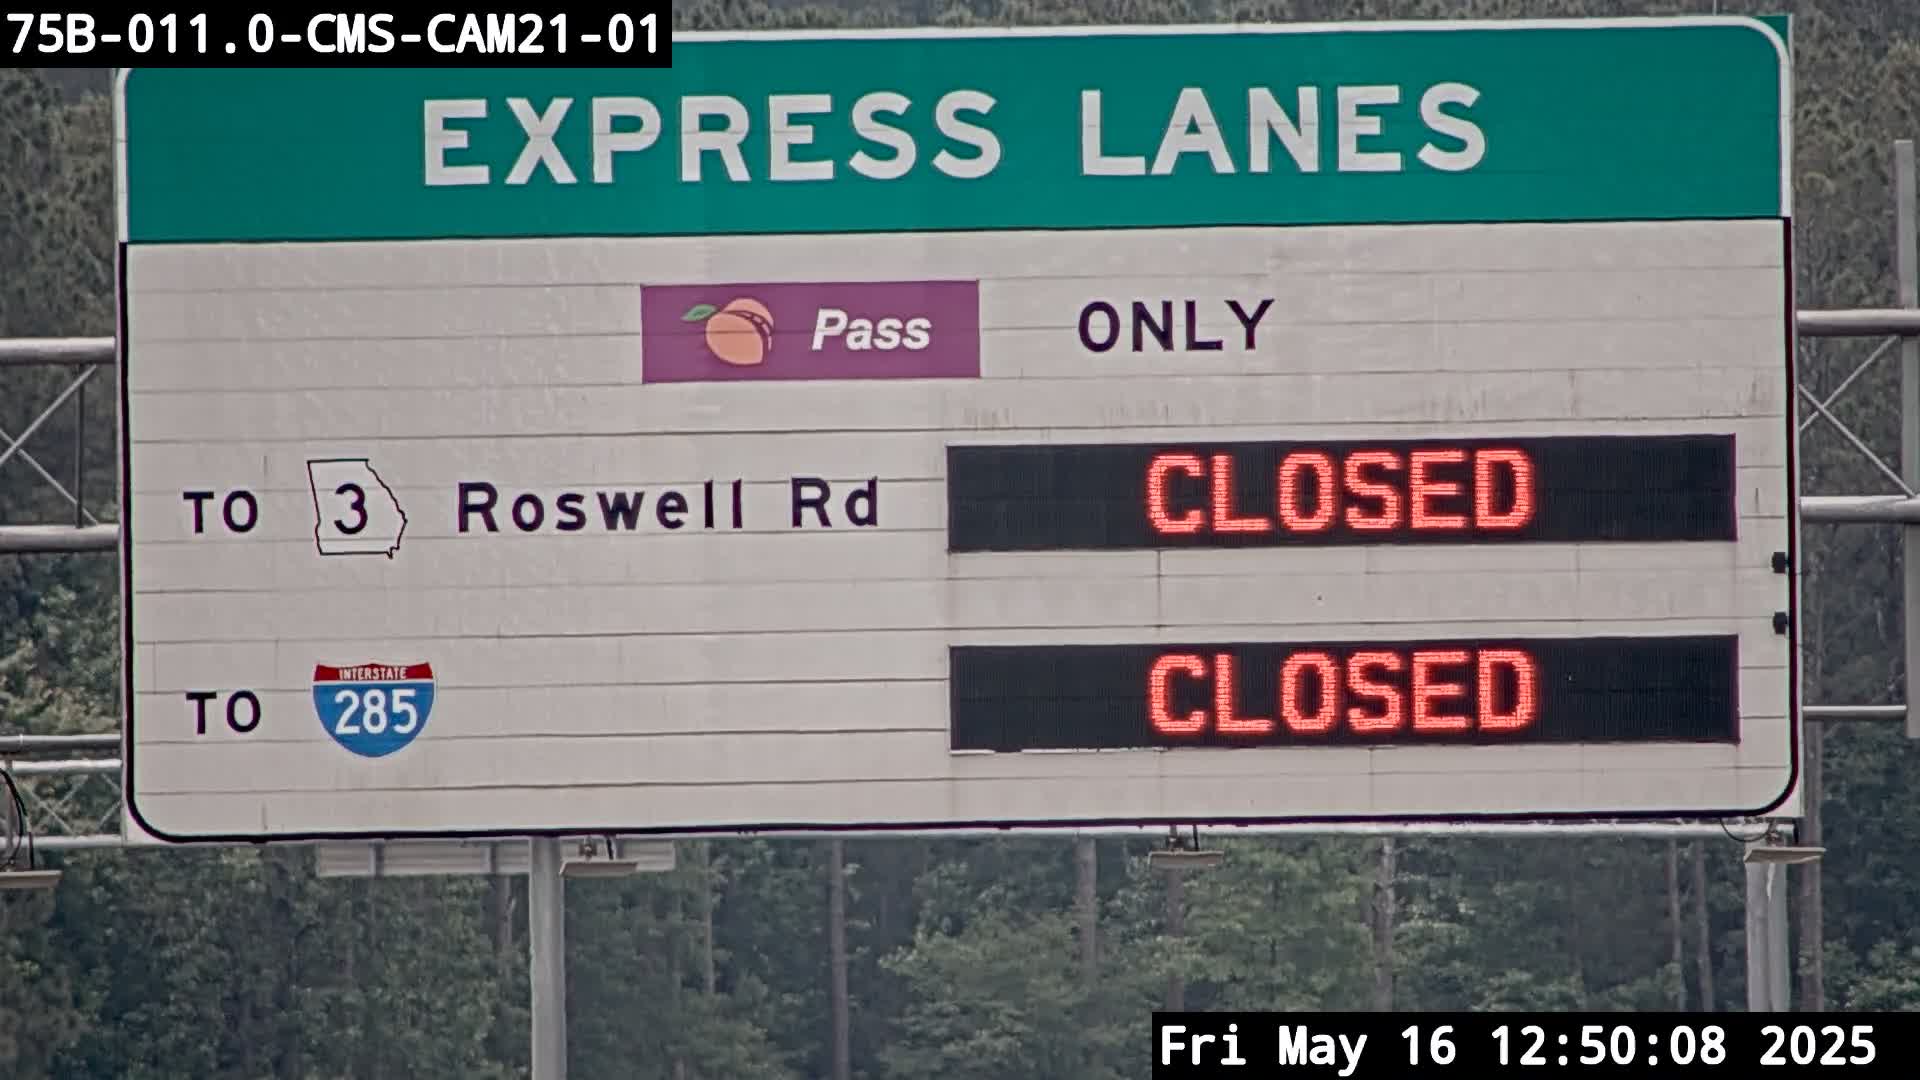 75B-011.0-CMS-CAM21-01
EXPRESS LANES
Pass ONLY
TO 3 Roswell Rd CLOSED
TO INTERSTATE 285 CLOSED
Fri May 16 12:50:08 2025